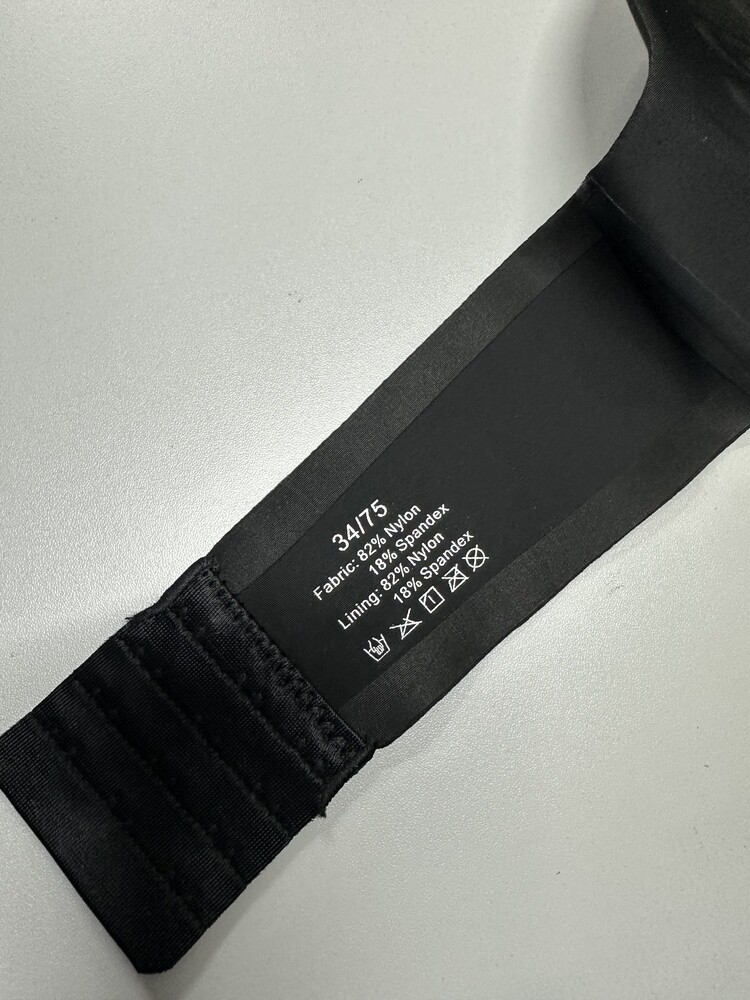 34/75
Fabric: 82% Nylon
18% Spandex
Lining: 82% Nylon
18% Spandex